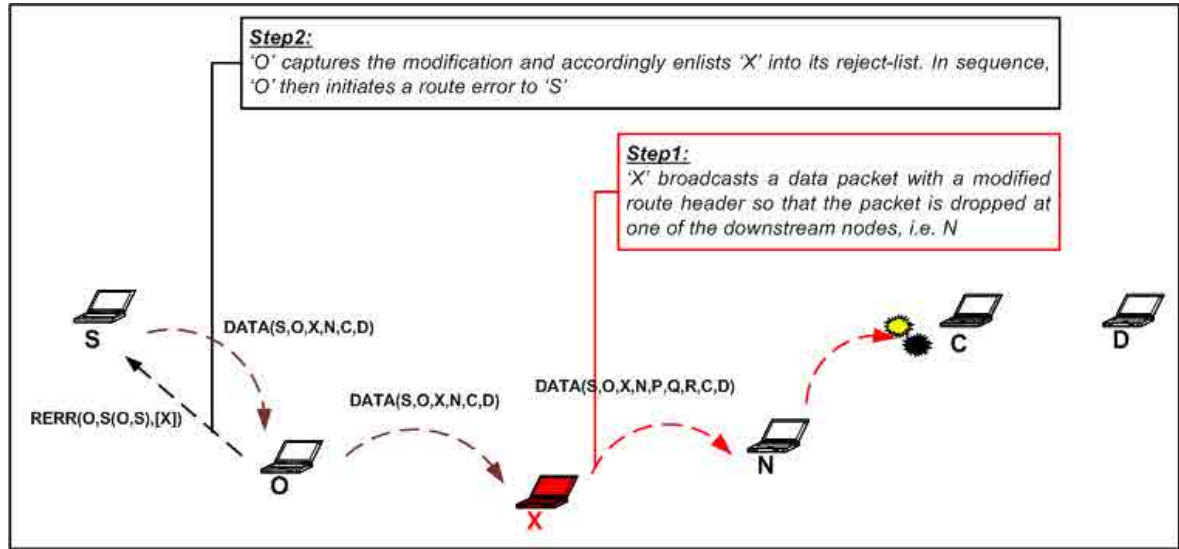 Step2:
'O' captures the modification and accordingly enlists 'X' into its reject-list. In sequence,
'O' then initiates a route error to 'S'
Step1:
'X' broadcasts a data packet with a modified
route header so that the packet is dropped at
one of the downstream nodes, i.e. N
S
DATA(S,O,X,N,C,D)
C
D
RERR(O,S(O,S),[X])
DATA(S,O,X,N,C,D)
DATA(S,O,X,N,P,Q,R,C,D)
O
N
X